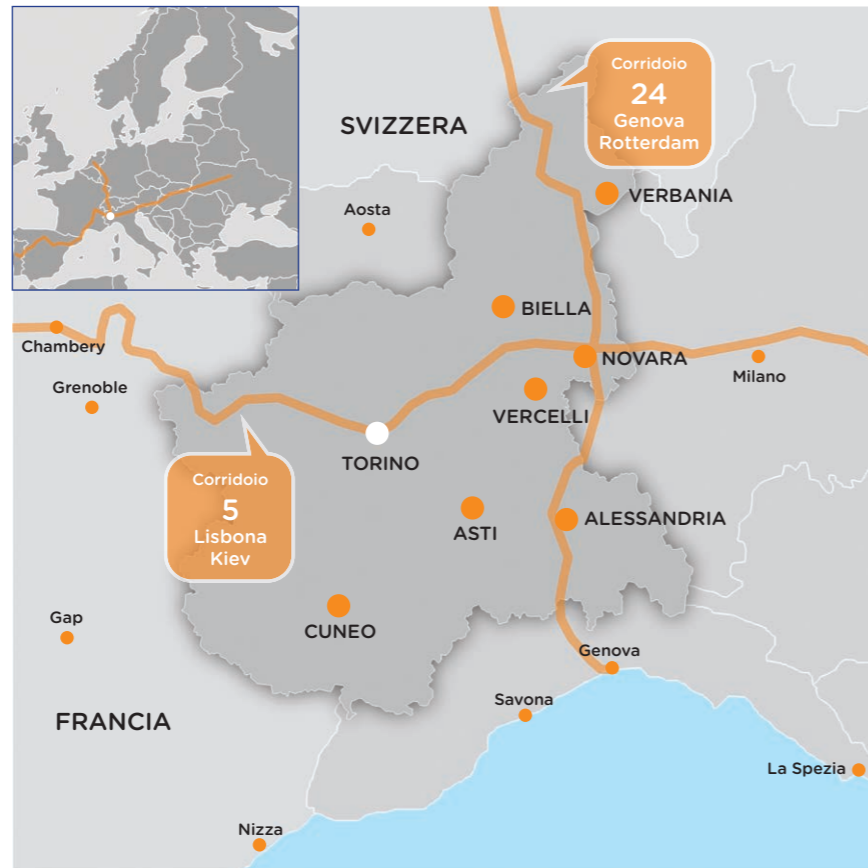 Corridoio
24
Genova
Rotterdam
SVIZZERA
VERBANIA
Aosta
BIELLA
Chambery
NOVARA
Milano
Grenoble
VERCELLI
TORINO
Corridoio
5
Lisbona
Kiev
ASTI
ALESSANDRIA
CUNEO
Gap
Genova
FRANCIA
Savona
La Spezia
Nizza